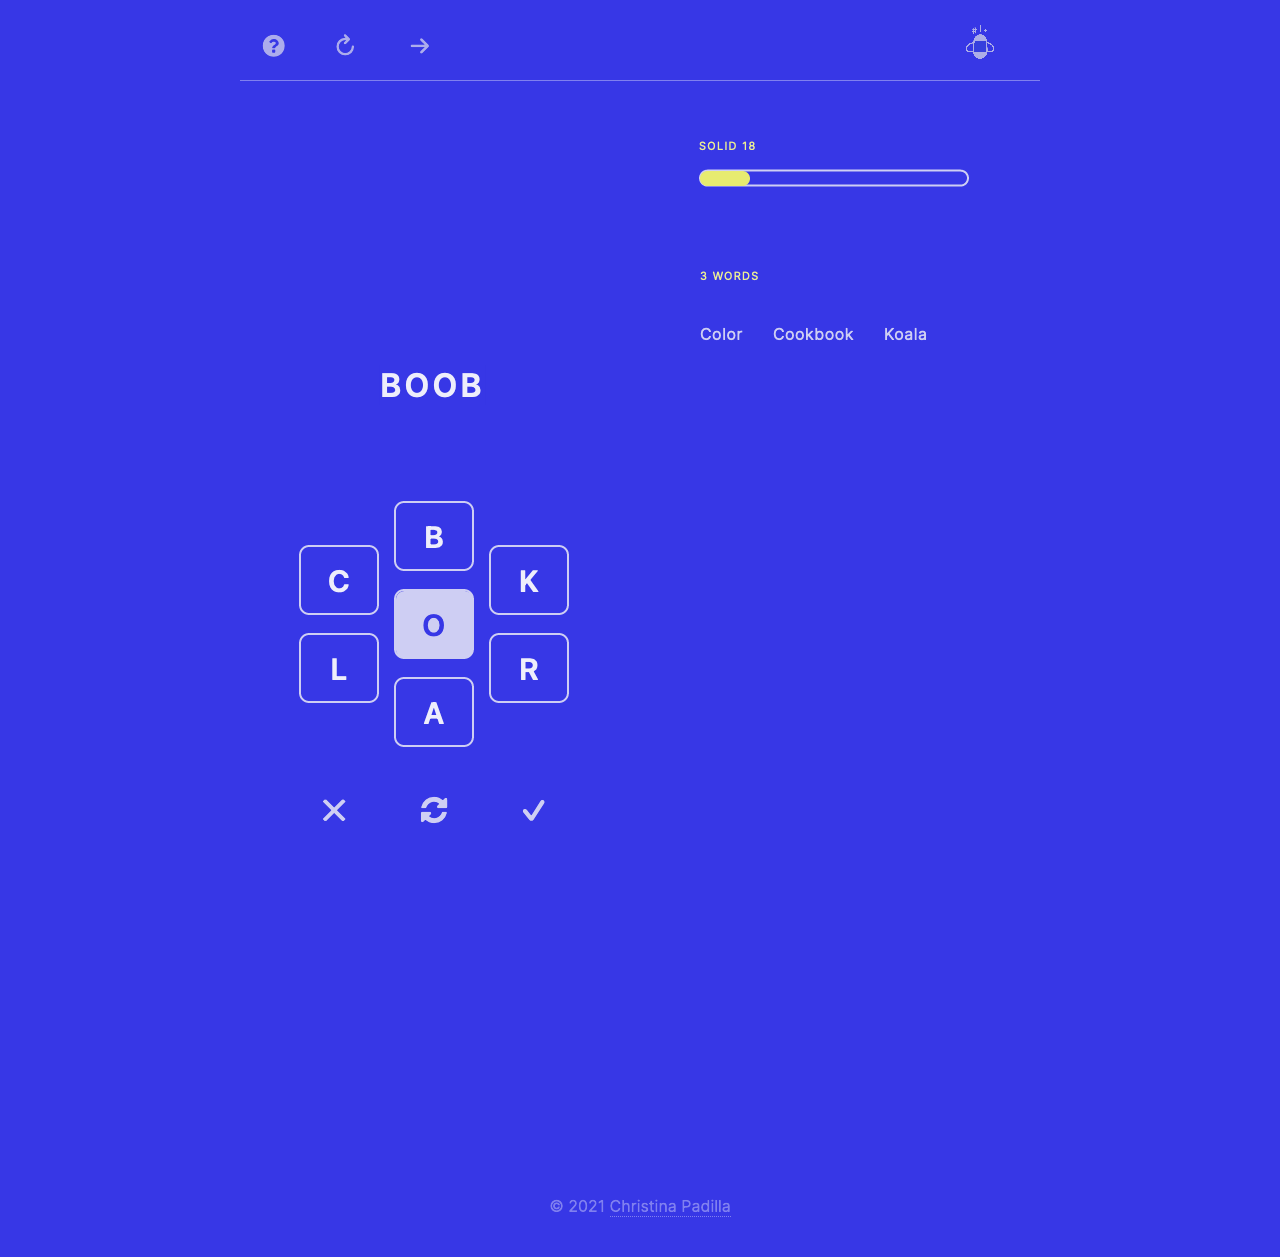 SOLID 18
3 WORDS
Color Cookbook Koala
BOOB
B
C K
O
L R
A
© 2021 Christina Padilla